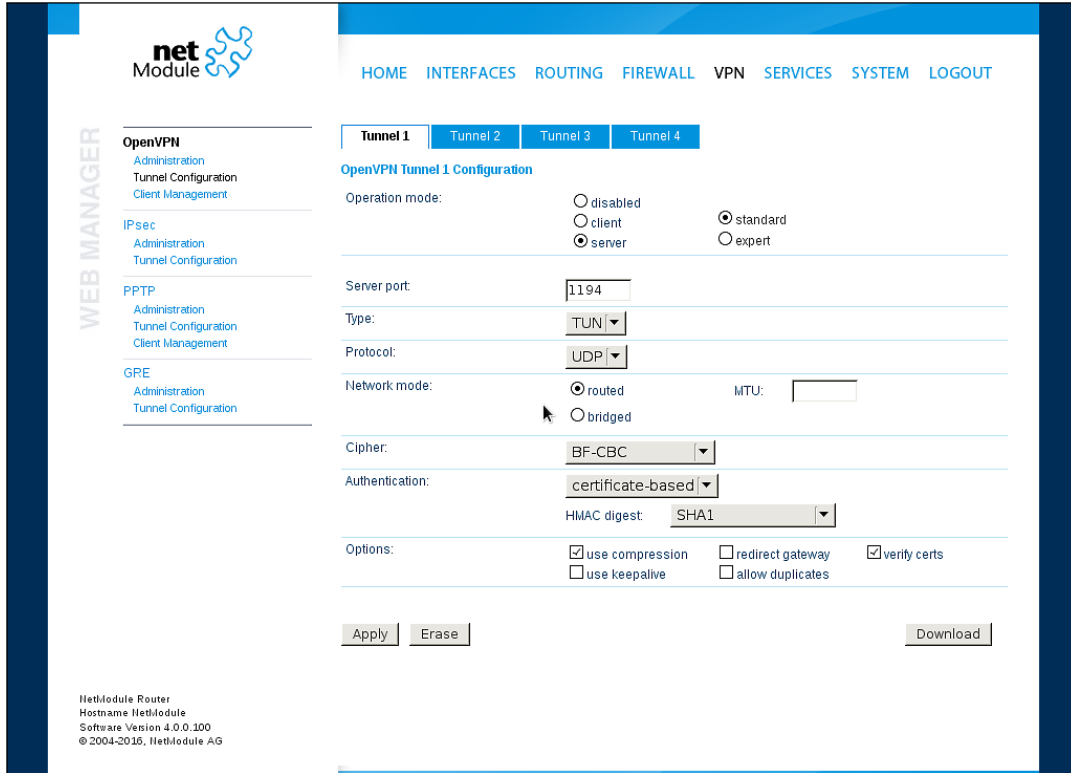 net
Module
HOME INTERFACES ROUTING FIREWALL VPN SERVICES SYSTEM LOGOUT
WEB MANAGER
OpenVPN
Administration
Tunnel Configuration
Client Management
IPsec
Administration
Tunnel Configuration
PPTP
Administration
Tunnel Configuration
Client Management
GRE
Administration
Tunnel Configuration
Tunnel 1 Tunnel 2 Tunnel 3 Tunnel 4
OpenVPN Tunnel 1 Configuration
Operation mode:
disabled
client
server
standard
expert
Server port: 1194
Type: TUN
Protocol: UDP
Network mode: routed MTU:
bridged
Cipher: BF-CBC
Authentication: certificate-based
HMAC digest: SHA1
Options: use compression redirect gateway verify certs
use keepalive allow duplicates
Apply Erase Download
NetModule Router
Hostname NetModule
Software Version 4.0.0.100
© 2004-2016, NetModule AG